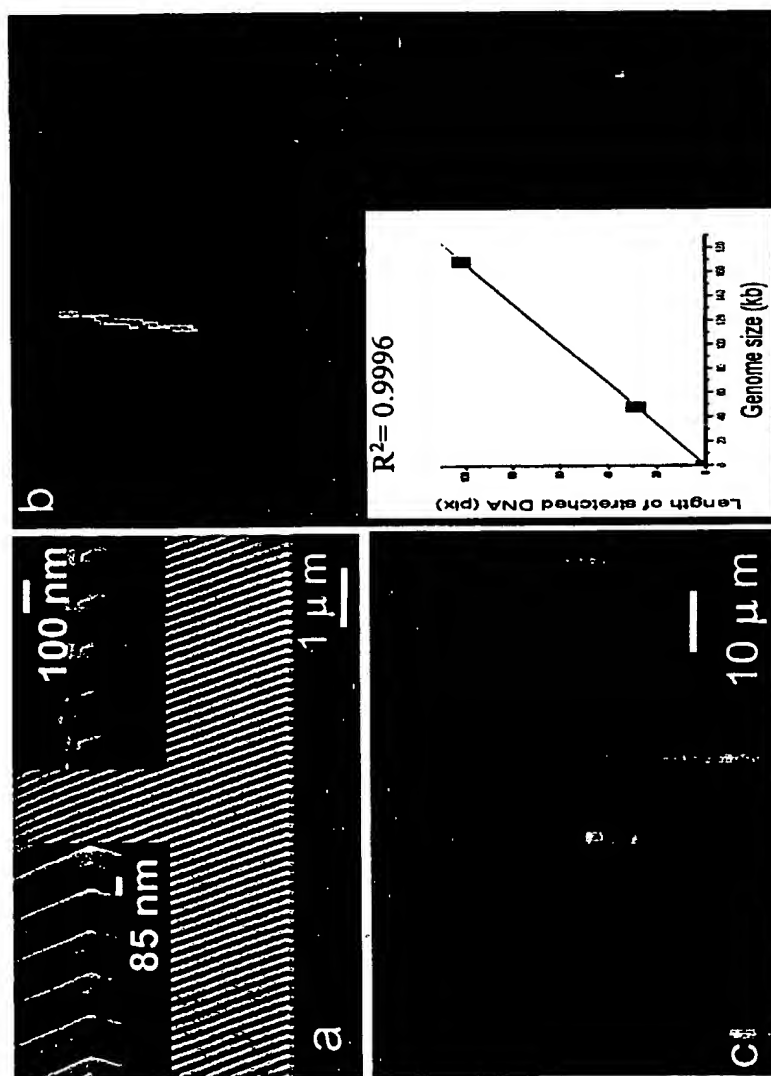 a
85 nm
100 nm
1 μm
b
R²= 0.9996
Length of stretched DNA (pix)
Genome size (kb)
c
10 μm